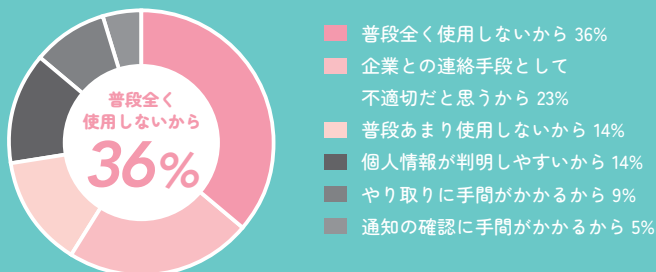 普段全く
使用しないから
36%
普段全く使用しないから 36%
企業との連絡手段として
不適切だと思うから 23%
普段あまり使用しないから 14%
個人情報が判明しやすいから 14%
やり取りに手間がかかるから 9%
通知の確認に手間がかかるから 5%